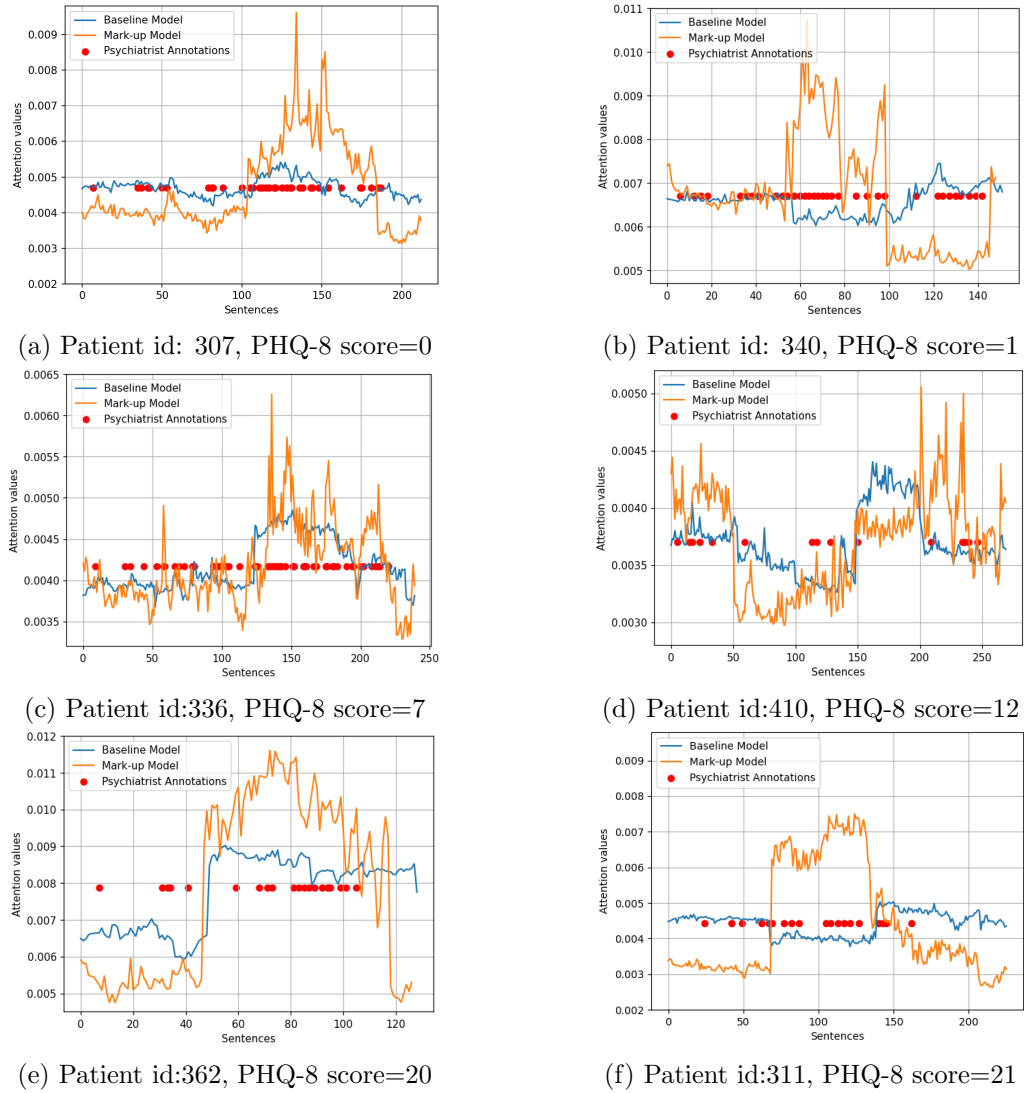 Baseline Model
Mark-up Model
Psychiatrist Annotations
0.009
0.008
0.007
0.006
0.005
0.004
0.003
0.002
Attention values
0 50 100 150 200
Sentences
(a) Patient id: 307, PHQ-8 score=0
Baseline Model
Mark-up Model
Psychiatrist Annotations
0.011
0.010
0.009
0.008
0.007
0.006
0.005
Attention values
0 20 40 60 80 100 120 140
Sentences
(b) Patient id: 340, PHQ-8 score=1
Baseline Model
Mark-up Model
Psychiatrist Annotations
0.0065
0.0060
0.0055
0.0050
0.0045
0.0040
0.0035
Attention values
0 50 100 150 200 250
Sentences
(c) Patient id:336, PHQ-8 score=7
Baseline Model
Mark-up Model
Psychiatrist Annotations
0.0050
0.0045
0.0040
0.0035
0.0030
Attention values
0 50 100 150 200 250
Sentences
(d) Patient id:410, PHQ-8 score=12
Baseline Model
Mark-up Model
Psychiatrist Annotations
0.012
0.011
0.010
0.009
0.008
0.007
0.006
0.005
Attention values
0 20 40 60 80 100 120
Sentences
(e) Patient id:362, PHQ-8 score=20
Baseline Model
Mark-up Model
Psychiatrist Annotations
0.009
0.008
0.007
0.006
0.005
0.004
0.003
0.002
Attention values
0 50 100 150 200
Sentences
(f) Patient id:311, PHQ-8 score=21